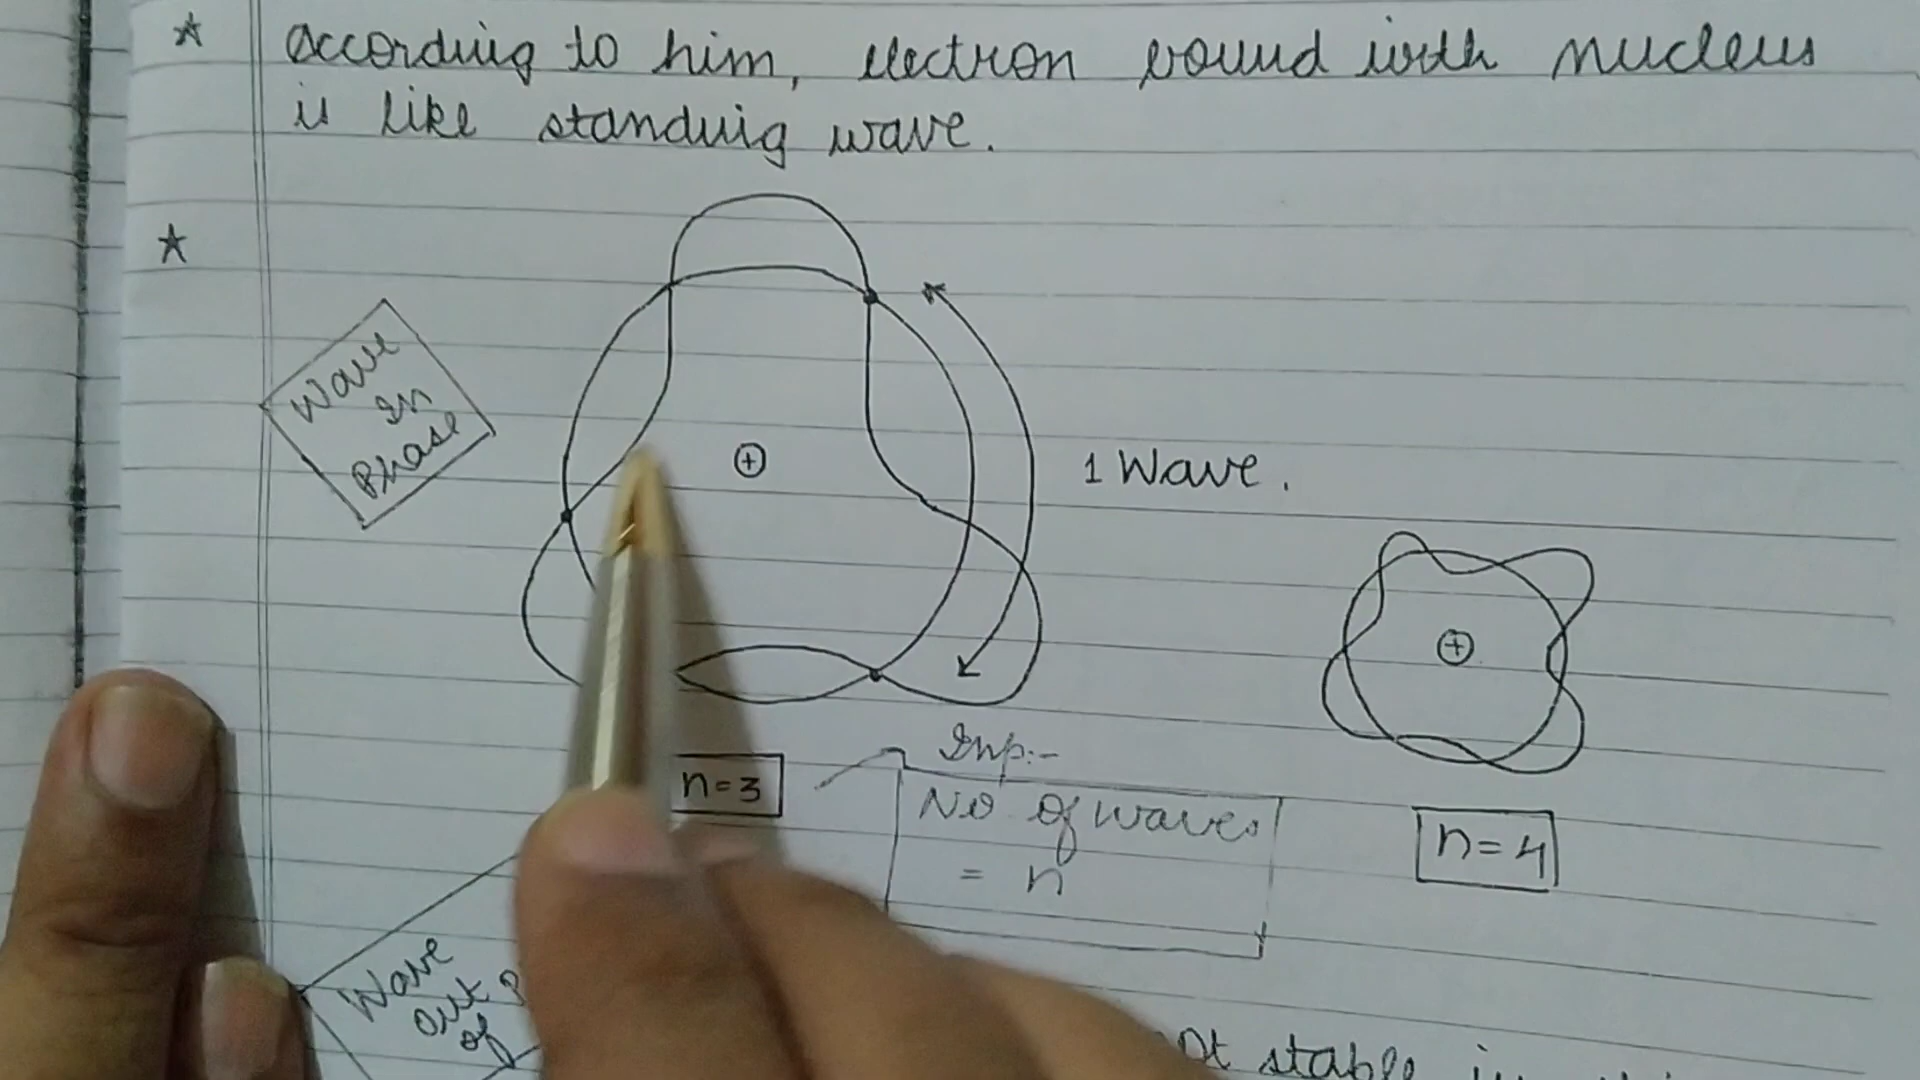 ★ according to him, electron bound with nucleus
is like standing wave.
★
Wave
In
Phase
+
1 Wave.
+
n=3
Imp:-
No of waves
= n
n=4
Wave
Out
of
stable